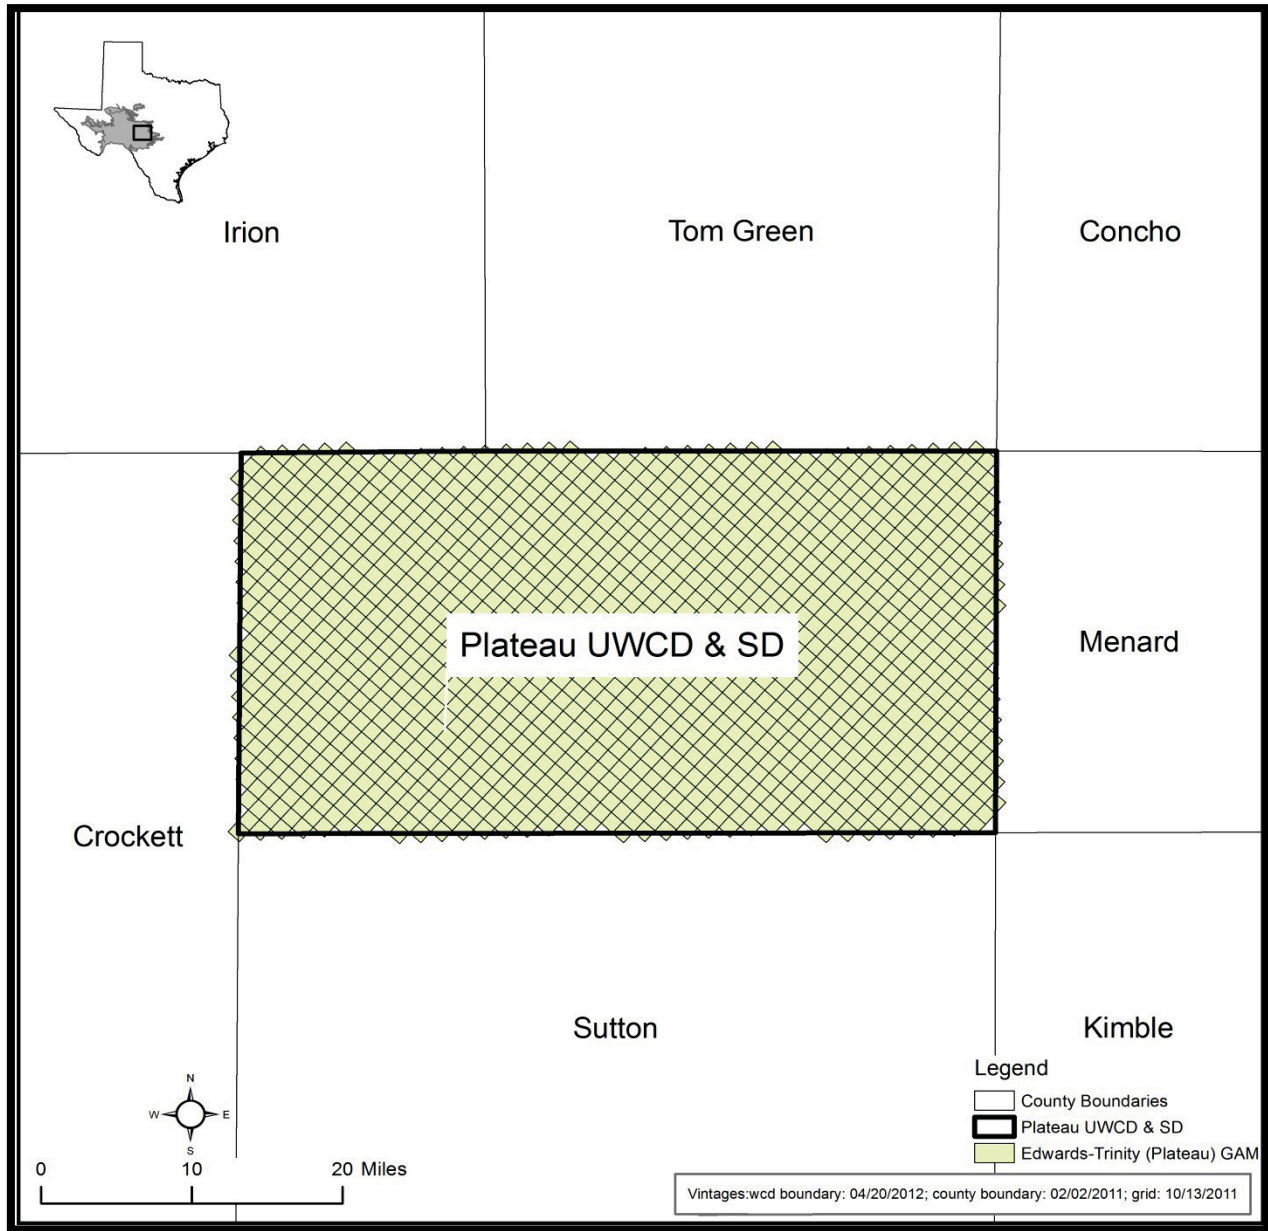 Irion
Tom Green
Concho
Plateau UWCD & SD
Menard
Crockett
Sutton
Kimble
N
W E
S
0 10 20 Miles
Legend
County Boundaries
Plateau UWCD & SD
Edwards-Trinity (Plateau) GAM
Vintages:wcd boundary: 04/20/2012; county boundary: 02/02/2011; grid: 10/13/2011